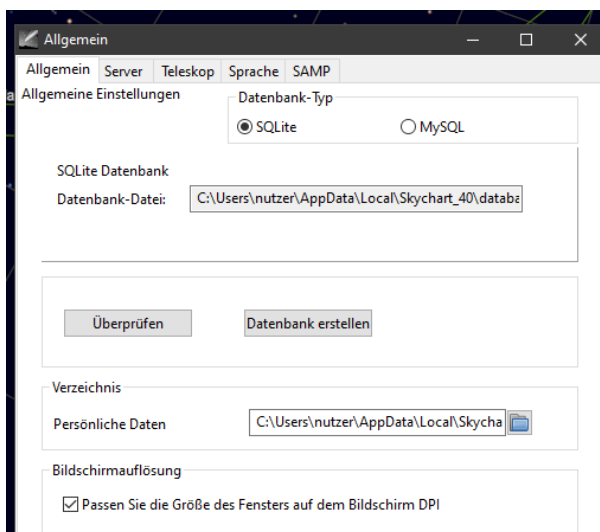 Allgemein
Allgemein Server Teleskop Sprache SAMP
Allgemeine Einstellungen
Datenbank-Typ
SQLite MySQL
SQLite Datenbank
Datenbank-Datei: C:\Users\nutzer\AppData\Local\Skychart_40\databa
Überprüfen Datenbank erstellen
Verzeichnis
Persönliche Daten C:\Users\nutzer\AppData\Local\Skycha
Bildschirmauflösung
Passen Sie die Größe des Fensters auf dem Bildschirm DPI